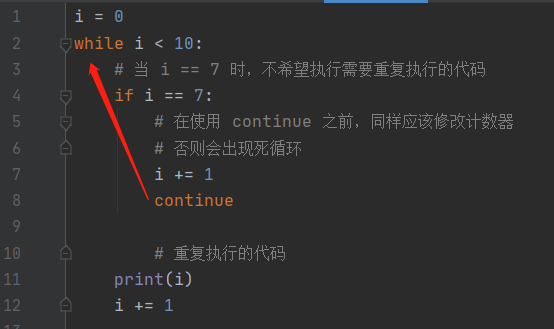 1 i = 0
2 while i < 10:
3     # 当 i == 7 时，不希望执行需要重复执行的代码
4     if i == 7:
5         # 在使用 continue 之前，同样应该修改计数器
6         # 否则会出现死循环
7         i += 1
8         continue
9
10         # 重复执行的代码
11     print(i)
12     i += 1